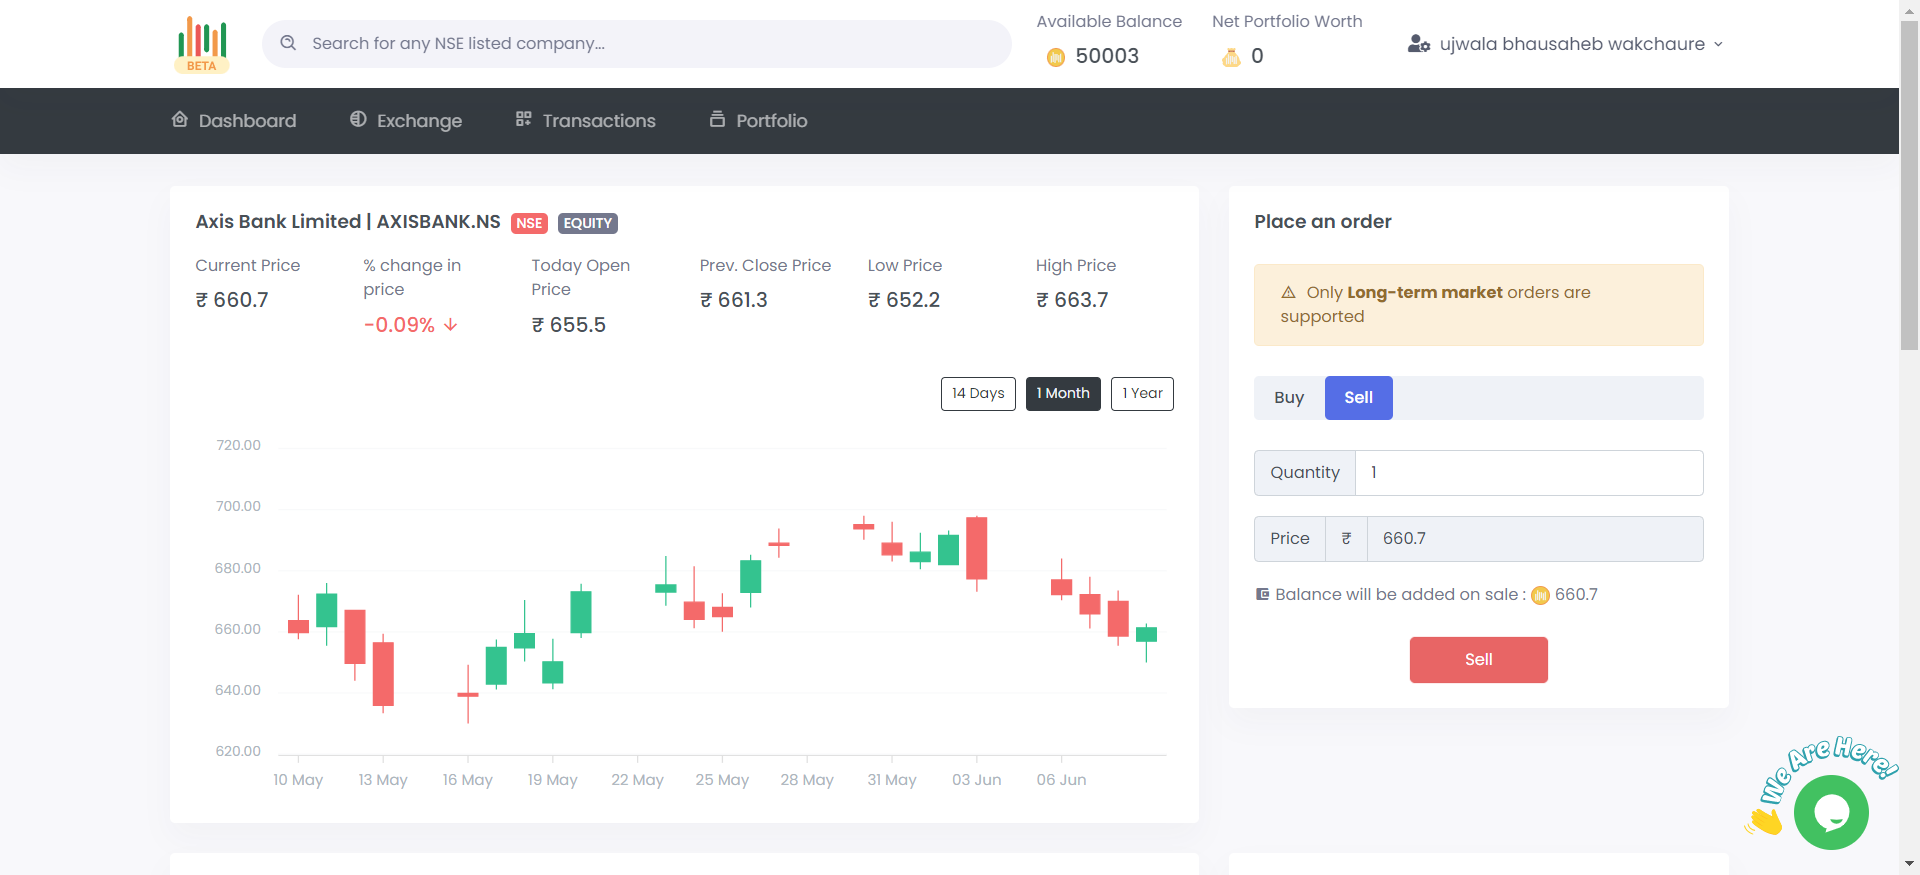 BETA
Search for any NSE listed company...
Available Balance
50003
Net Portfolio Worth
0
ujwala bhausaheb wakchaure
Dashboard
Exchange
Transactions
Portfolio
Axis Bank Limited | AXISBANK.NS NSE EQUITY
Current Price
₹ 660.7
% change in
price
-0.09% ↓
Today Open
Price
₹ 655.5
Prev. Close Price
₹ 661.3
Low Price
₹ 652.2
High Price
₹ 663.7
14 Days
1 Month
1 Year
720.00
700.00
680.00
660.00
640.00
620.00
10 May
13 May
16 May
19 May
22 May
25 May
28 May
31 May
03 Jun
06 Jun
Place an order
Only Long-term market orders are
supported
Buy
Sell
Quantity
1
Price
₹
660.7
Balance will be added on sale : 660.7
Sell
We Are Here!